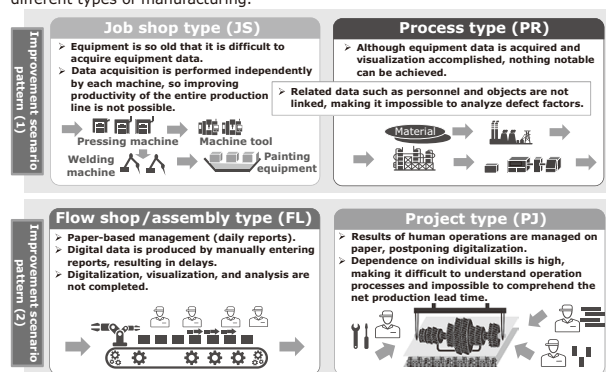 different types of manufacturing.
Improvement scenario
pattern (1)
Job shop type (JS)
➢ Equipment is so old that it is difficult to
acquire equipment data.
➢ Data acquisition is performed independently
by each machine, so improving
productivity of the entire production
line is not possible.
Pressing machine
Machine tool
Welding
machine
Painting
equipment
Process type (PR)
➢ Although equipment data is acquired and
visualization accomplished, nothing notable
can be achieved.
➢ Related data such as personnel and objects are not
linked, making it impossible to analyze defect factors.
Material
Improvement scenario
pattern (2)
Flow shop/assembly type (FL)
➢ Paper-based management (daily reports).
➢ Digital data is produced by manually entering
reports, resulting in delays.
➢ Digitalization, visualization, and analysis are
not completed.
Project type (PJ)
➢ Results of human operations are managed on
paper, postponing digitalization.
➢ Dependence on individual skills is high,
making it difficult to understand operation
processes and impossible to comprehend the
net production lead time.